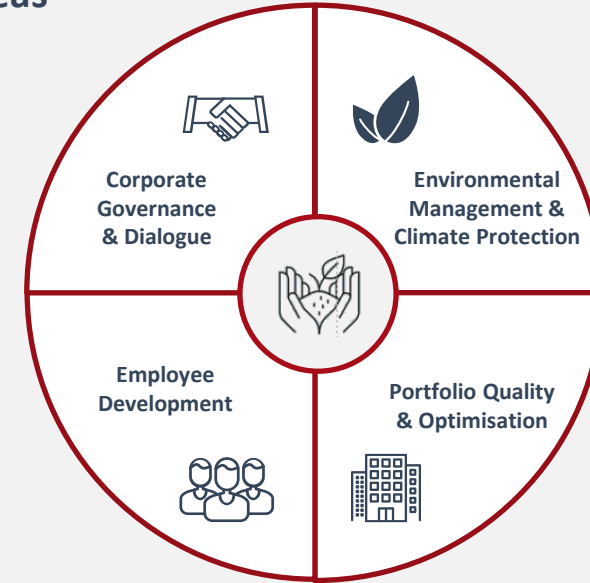 Corporate
Governance
& Dialogue
Environmental
Management &
Climate Protection
Employee
Development
Portfolio Quality
& Optimisation